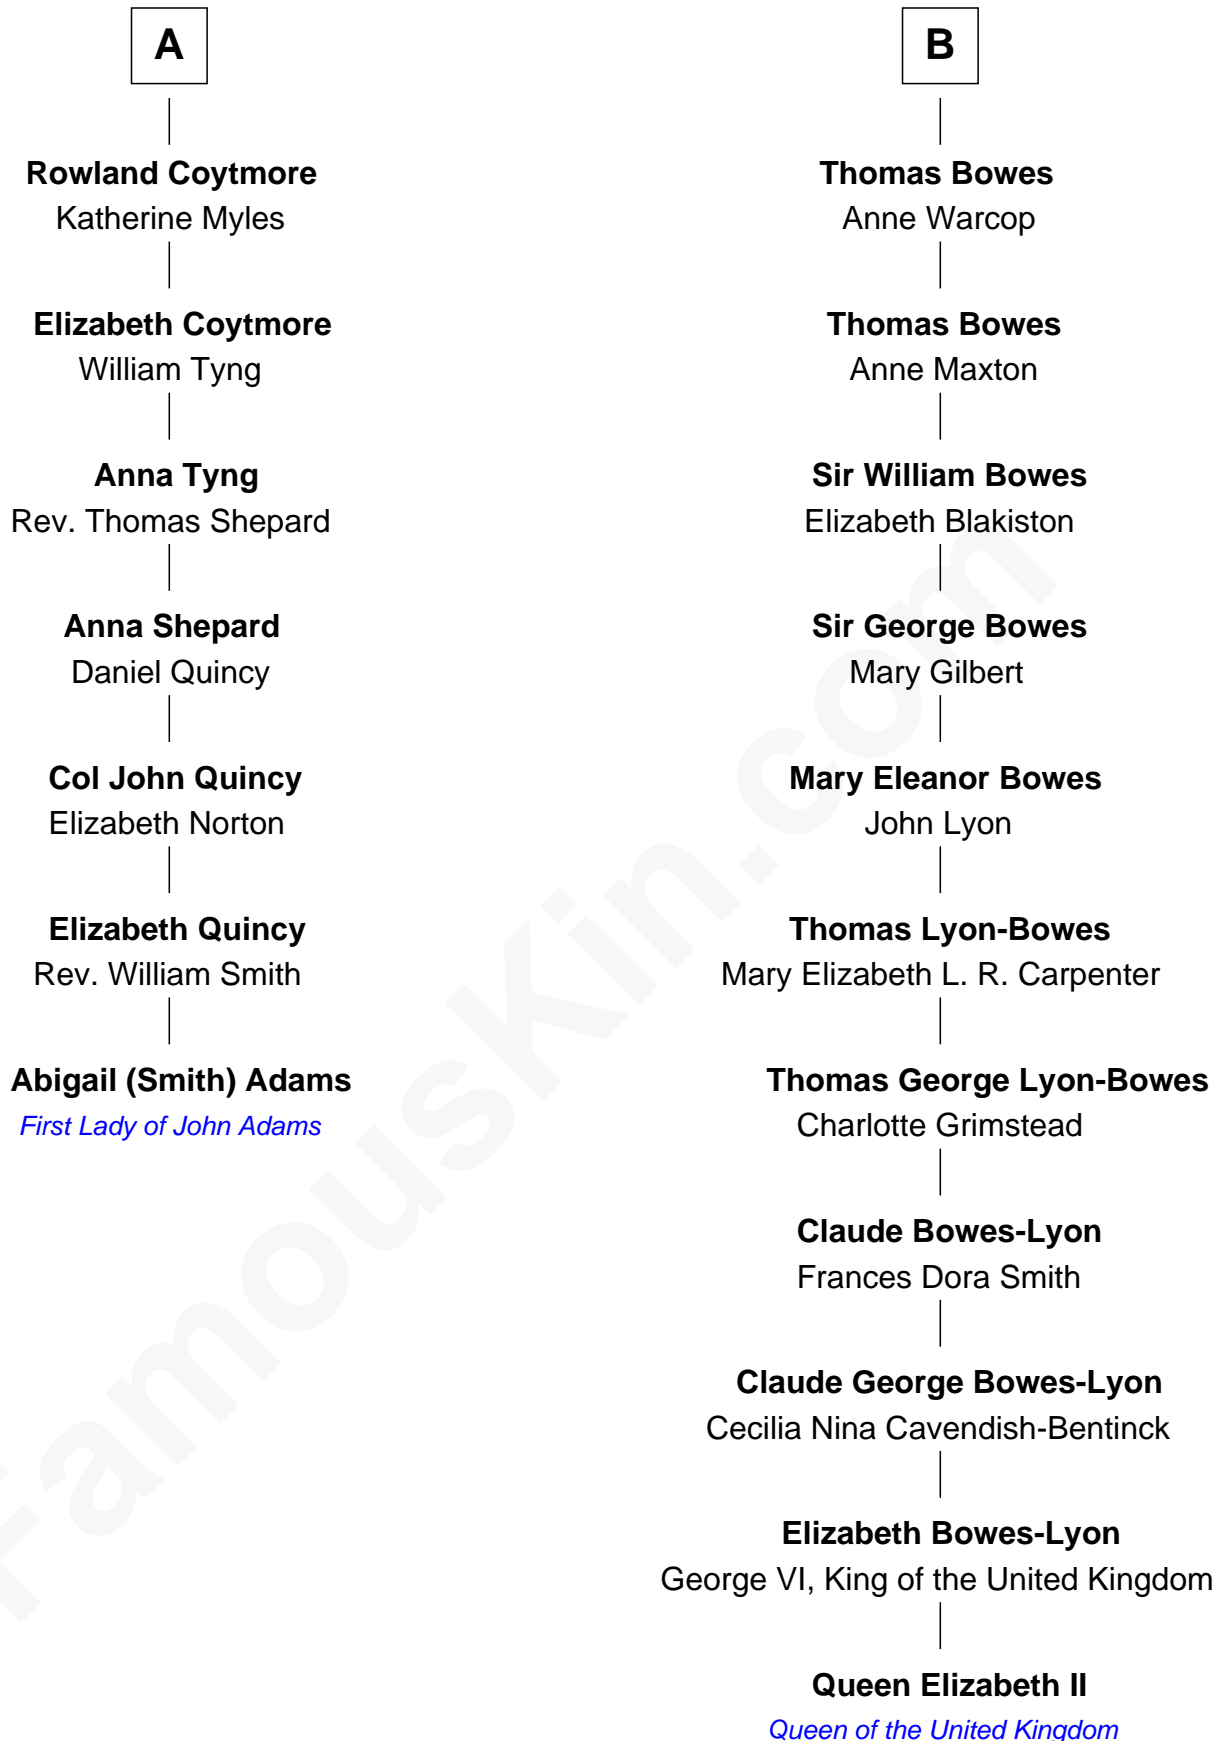 A
Rowland Coytmore
Katherine Myles
Elizabeth Coytmore
William Tyng
Anna Tyng
Rev. Thomas Shepard
Anna Shepard
Daniel Quincy
Col John Quincy
Elizabeth Norton
Elizabeth Quincy
Rev. William Smith
Abigail (Smith) Adams
First Lady of John Adams
B
Thomas Bowes
Anne Warcop
Thomas Bowes
Anne Maxton
Sir William Bowes
Elizabeth Blakiston
Sir George Bowes
Mary Gilbert
Mary Eleanor Bowes
John Lyon
Thomas Lyon-Bowes
Mary Elizabeth L. R. Carpenter
Thomas George Lyon-Bowes
Charlotte Grimstead
Claude Bowes-Lyon
Frances Dora Smith
Claude George Bowes-Lyon
Cecilia Nina Cavendish-Bentinck
Elizabeth Bowes-Lyon
George VI, King of the United Kingdom
Queen Elizabeth II
Queen of the United Kingdom
FamousKin.com